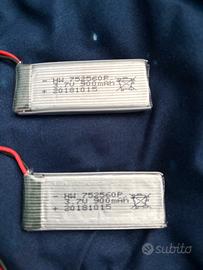 - HW 752560P
3.7V 900mAh
+ 20181015
- HW 752560P
3.7V 900mAh
+ 20181015
subito